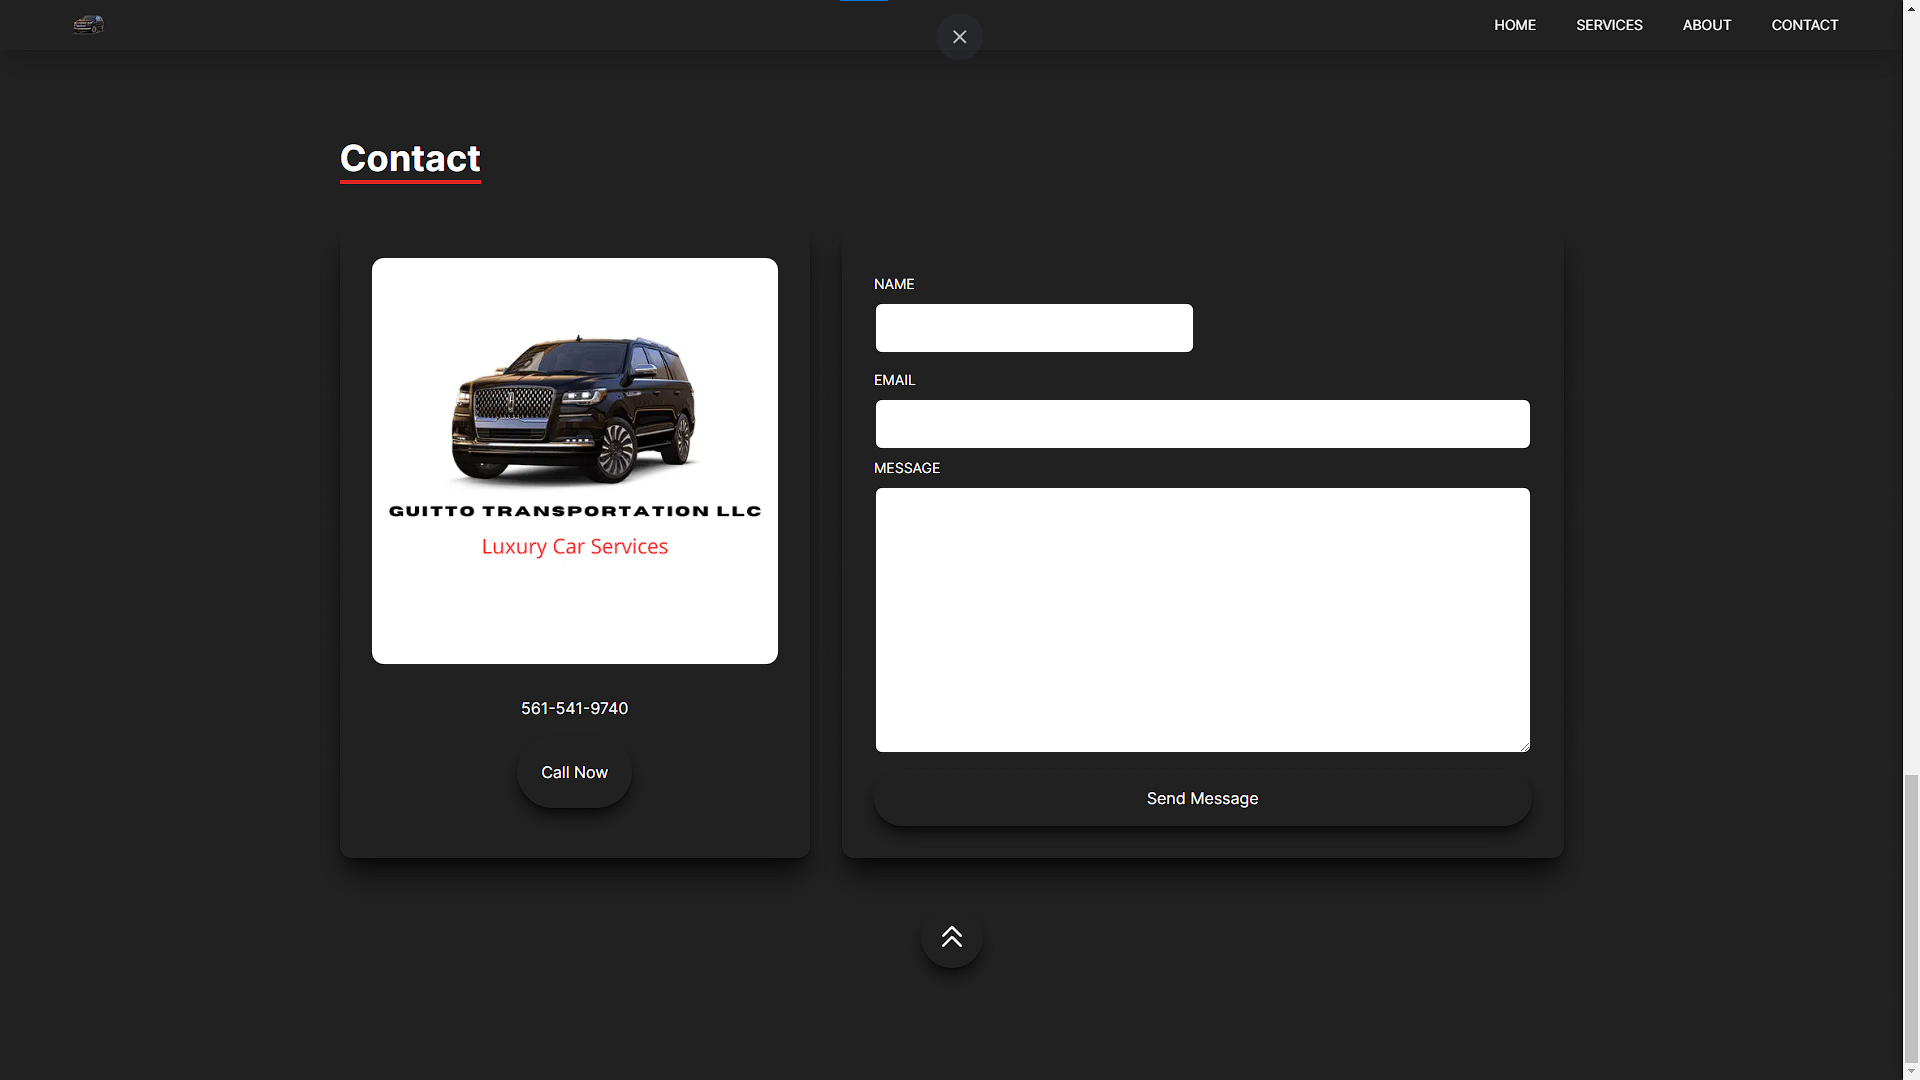 HOME SERVICES ABOUT CONTACT
Contact
GUITTO TRANSPORTATION LLC
Luxury Car Services
561-541-9740
Call Now
NAME
EMAIL
MESSAGE
Send Message